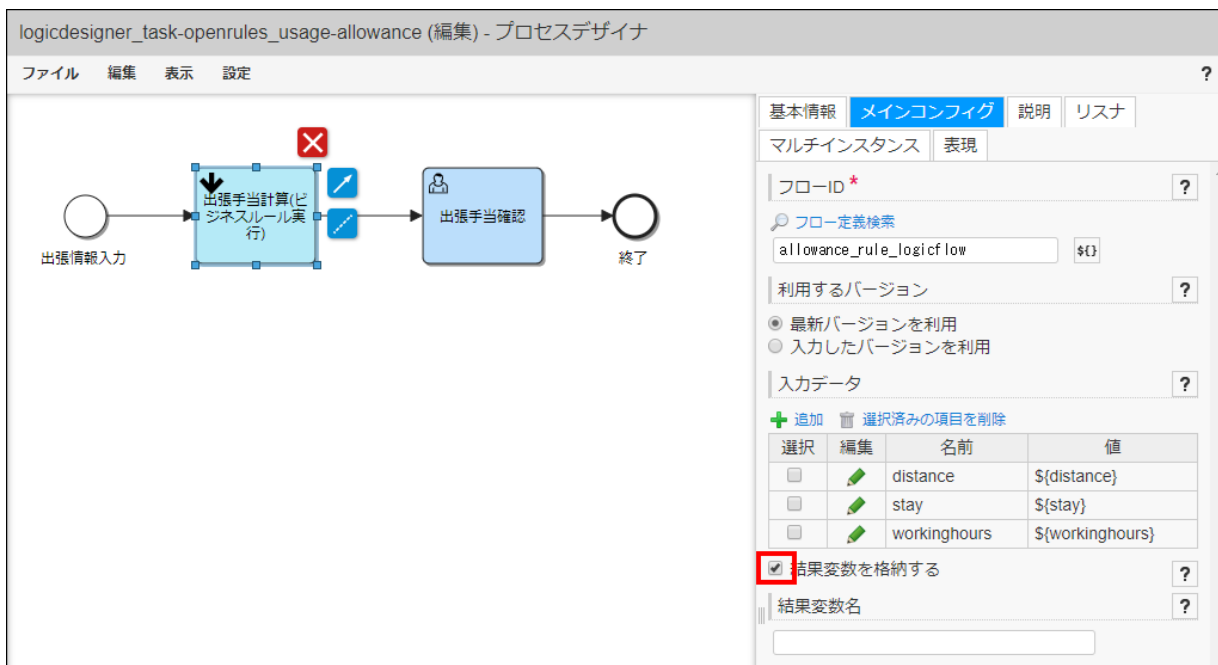 logicdesigner_task-openrules_usage-allowance (編集) - プロセスデザイナ
ファイル 編集 表示 設定 ?
基本情報 メインコンフィグ 説明 リスナ
マルチインスタンス 表現
出張情報入力
出張手当計算(ビ
ジネスルール実
行)
出張手当確認
終了
フローID * ?
フロー定義検索
allowance_rule_logicflow ${}
利用するバージョン ?
最新バージョンを利用
入力したバージョンを利用
入力データ ?
追加 選択済みの項目を削除
選択 編集 名前 値
distance ${distance}
stay ${stay}
workinghours ${workinghours}
結果変数を格納する ?
結果変数名 ?